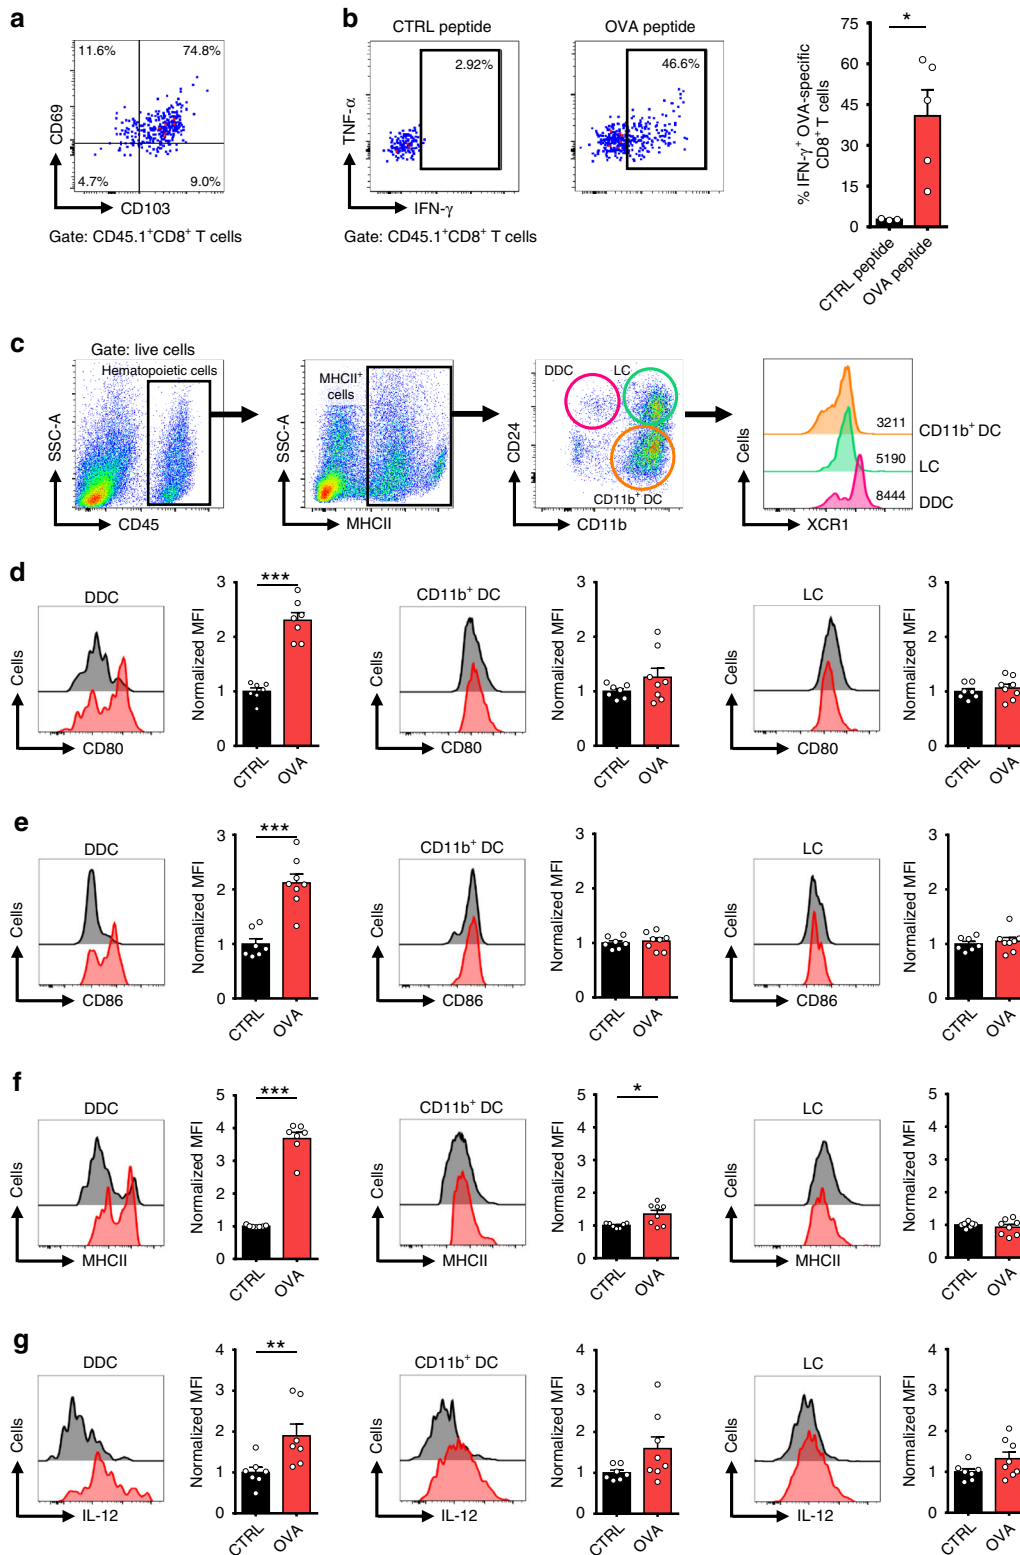 a
11.6%
74.8%
4.7%
9.0%
CD69
CD103
Gate: CD45.1⁺CD8⁺ T cells
b
CTRL peptide
OVA peptide
2.92%
46.6%
TNF-α
IFN-γ
Gate: CD45.1⁺CD8⁺ T cells
% IFN-γ⁺ OVA-specific
CD8⁺ T cells
75
60
45
30
15
0
*
CTRL peptide
OVA peptide
c
Gate: live cells
Hematopoietic cells
SSC-A
CD45
MHCII⁺
cells
SSC-A
MHCII
DDC
LC
CD11b⁺ DC
CD24
CD11b
3211
CD11b⁺ DC
5190
LC
8444
DDC
Cells
XCR1
d
DDC
Cells
CD80
Normalized MFI
3
2
1
0
***
CTRL
OVA
CD11b⁺ DC
Cells
CD80
Normalized MFI
3
2
1
0
CTRL
OVA
LC
Cells
CD80
Normalized MFI
3
2
1
0
CTRL
OVA
e
DDC
Cells
CD86
Normalized MFI
3
2
1
0
***
CTRL
OVA
CD11b⁺ DC
Cells
CD86
Normalized MFI
3
2
1
0
CTRL
OVA
LC
Cells
CD86
Normalized MFI
3
2
1
0
CTRL
OVA
f
DDC
Cells
MHCII
Normalized MFI
5
4
3
2
1
0
***
CTRL
OVA
CD11b⁺ DC
Cells
MHCII
Normalized MFI
5
4
3
2
1
0
*
CTRL
OVA
LC
Cells
MHCII
Normalized MFI
5
4
3
2
1
0
CTRL
OVA
g
DDC
Cells
IL-12
Normalized MFI
4
3
2
1
0
**
CTRL
OVA
CD11b⁺ DC
Cells
IL-12
Normalized MFI
4
3
2
1
0
CTRL
OVA
LC
Cells
IL-12
Normalized MFI
4
3
2
1
0
CTRL
OVA